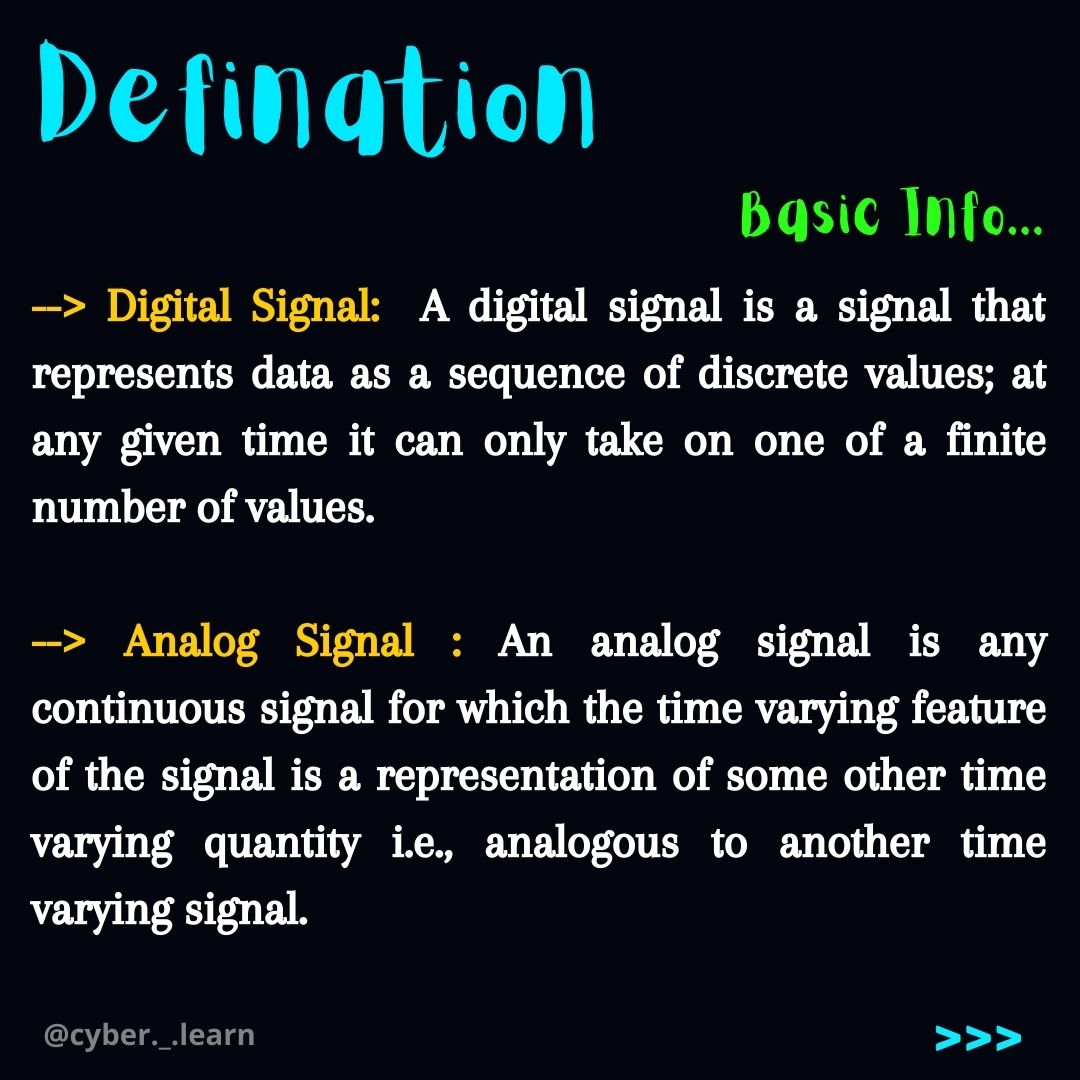 Defination
Basic Info...
--> Digital Signal: A digital signal is a signal that
represents data as a sequence of discrete values; at
any given time it can only take on one of a finite
number of values.
--> Analog Signal : An analog signal is any
continuous signal for which the time varying feature
of the signal is a representation of some other time
varying quantity i.e., analogous to another time
varying signal.
@cyber._.learn
>>>